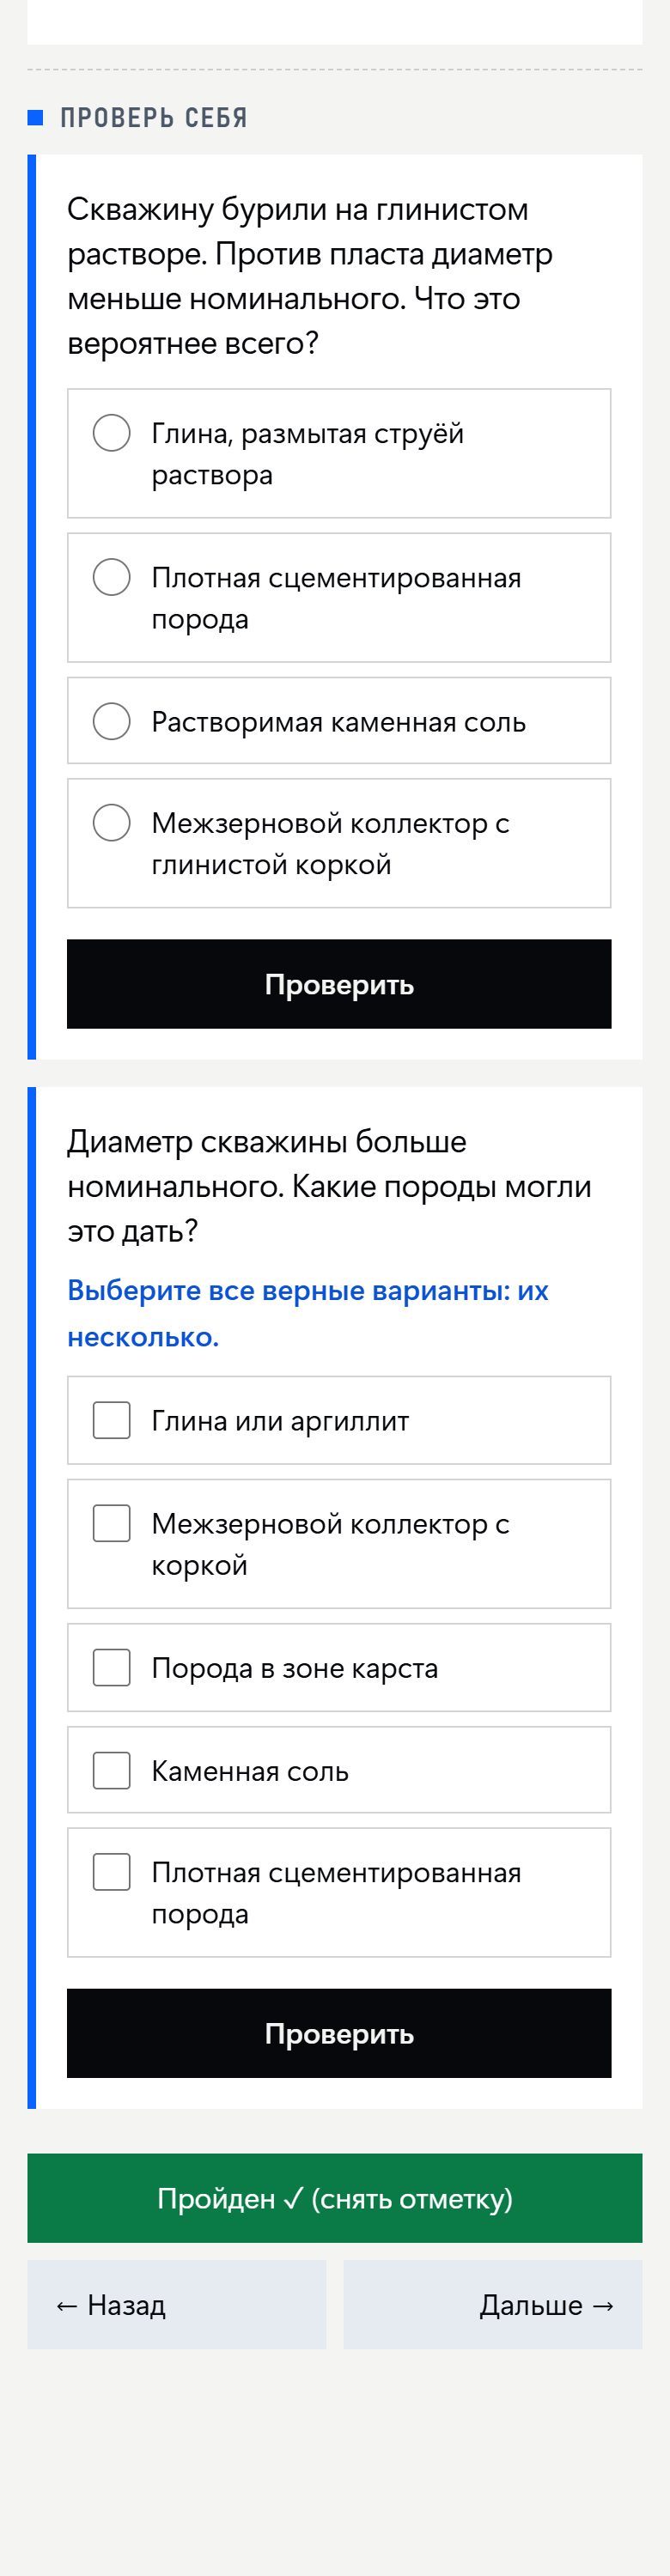 ПРОВЕРЬ СЕБЯ
Скважину бурили на глинистом
растворе. Против пласта диаметр
меньше номинального. Что это
вероятнее всего?
Глина, размытая струёй
раствора
Плотная сцементированная
порода
Растворимая каменная соль
Межзерновой коллектор с
глинистой коркой
Проверить
Диаметр скважины больше
номинального. Какие породы могли
это дать?
Выберите все верные варианты: их
несколько.
Глина или аргиллит
Межзерновой коллектор с
коркой
Порода в зоне карста
Каменная соль
Плотная сцементированная
порода
Проверить
Пройден ✓ (снять отметку)
← Назад
Дальше →